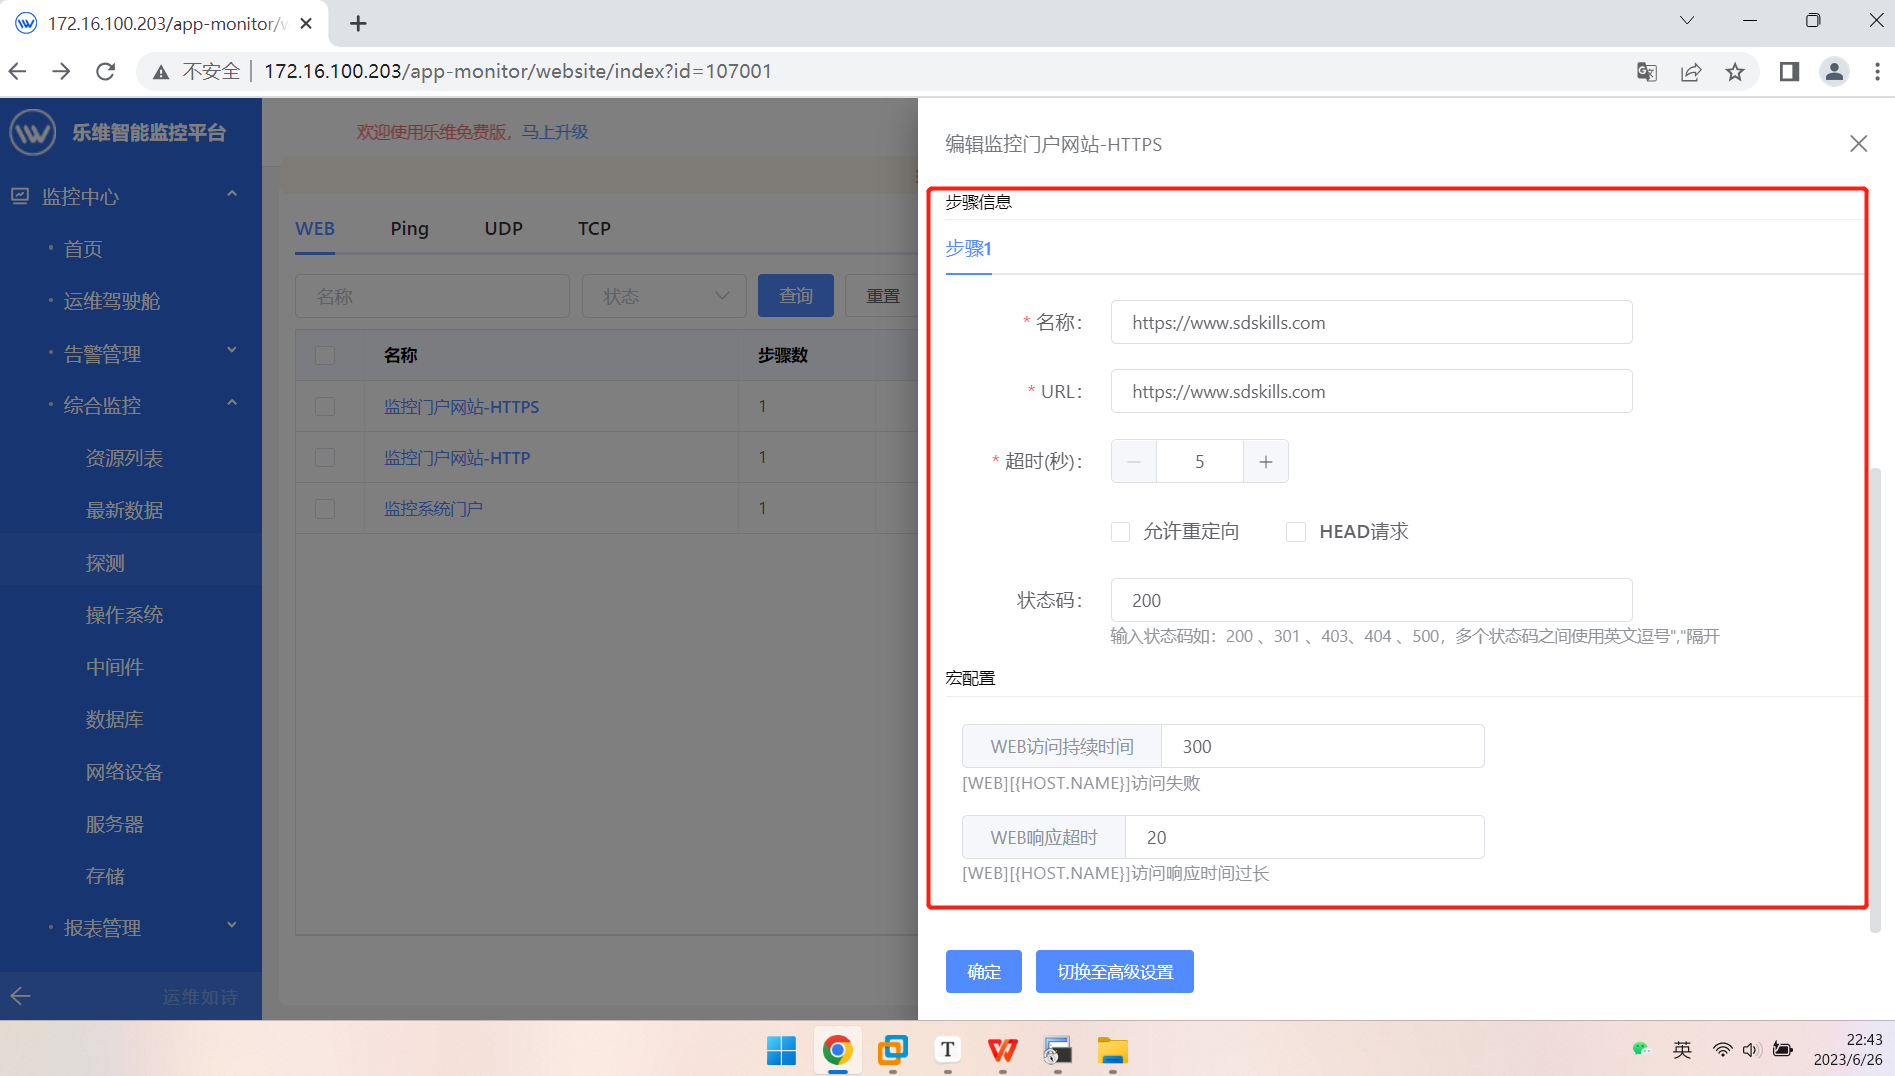 172.16.100.203/app-monitor/w
不安全
172.16.100.203/app-monitor/website/index?id=107001
乐维智能监控平台
监控中心
首页
运维驾驶舱
告警管理
综合监控
资源列表
最新数据
探测
操作系统
中间件
数据库
网络设备
服务器
存储
报表管理
运维如诗
欢迎使用乐维免费版，马上升级
WEB Ping UDP TCP
名称 状态 查询 重置
名称 步骤数
监控门户网站-HTTPS 1
监控门户网站-HTTP 1
监控系统门户 1
编辑监控门户网站-HTTPS
步骤信息
步骤1
* 名称： https://www.sdskills.com
* URL： https://www.sdskills.com
* 超时(秒)： 5
允许重定向 HEAD请求
状态码： 200
输入状态码如：200 、301 、403、404 、500，多个状态码之间使用英文逗号","隔开
宏配置
WEB访问持续时间 300
[WEB][{HOST.NAME}]访问失败
WEB响应超时 20
[WEB][{HOST.NAME}]访问响应时间过长
确定 切换至高级设置
英
22:43
2023/6/26